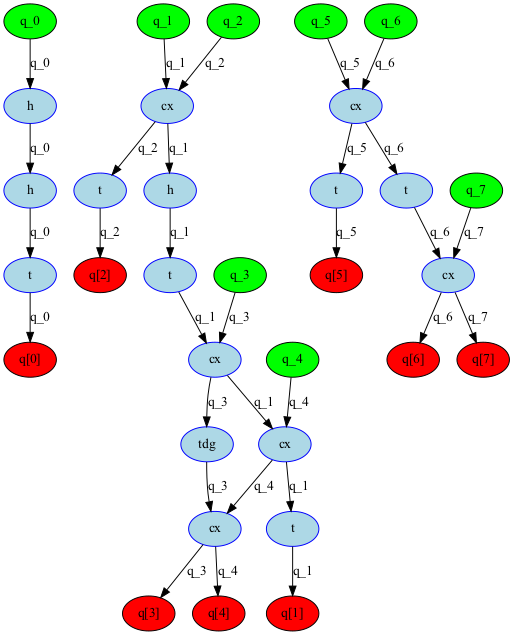 q_0 q_1 q_2 q_5 q_6
q_0 q_1 q_2 q_5 q_6
h cx cx
q_0 q_2 q_1 q_5 q_6
h t h t t q_7
q_0 q_2 q_1 q_5 q_6 q_7
t q[2] t q_3 q[5] cx
q_0 q_1 q_3 q_6 q_7
q[0] cx q_4 q[6] q[7]
q_3 q_1 q_4
tdg cx
q_3 q_4 q_1
cx t
q_3 q_4 q_1
q[3] q[4] q[1]